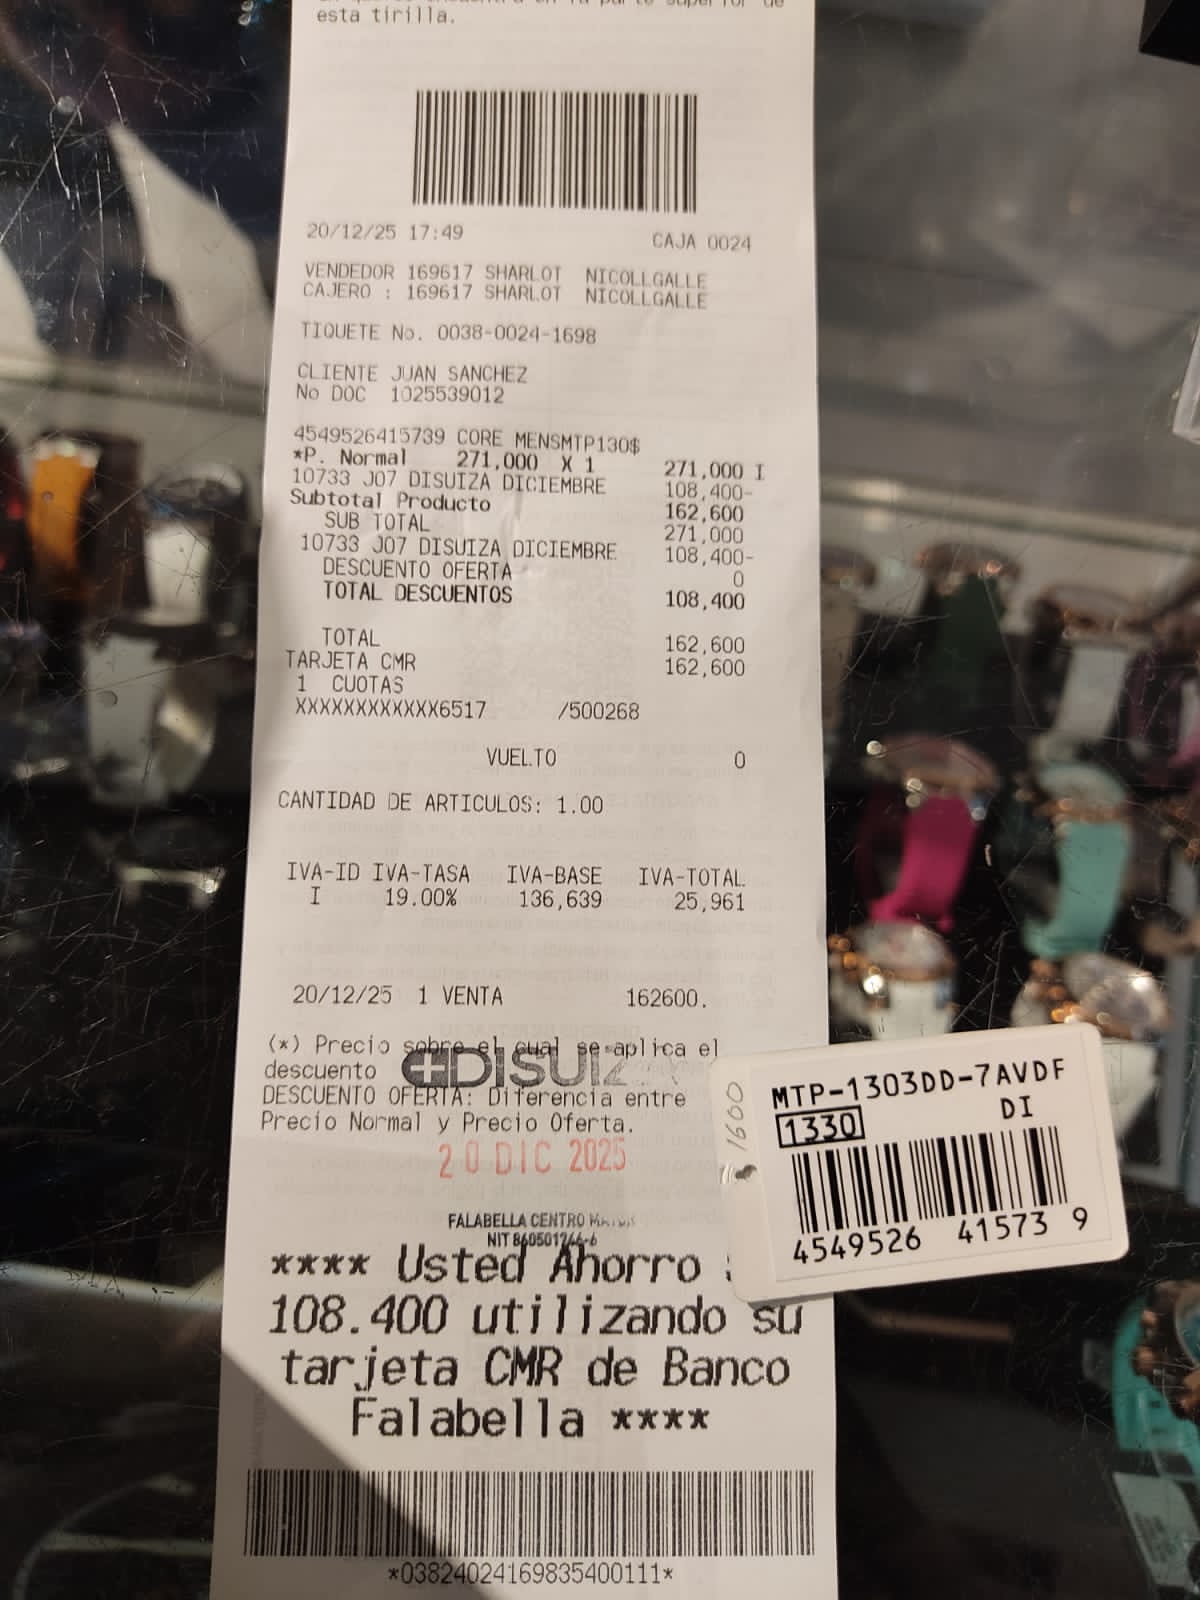 esta tirilla.
20/12/25 17:49 CAJA 0024
VENDEDOR 169617 SHARLOT NICOLLGALLE
CAJERO : 169617 SHARLOT NICOLLGALLE
TIQUETE No. 0038-0024-1698
CLIENTE JUAN SANCHEZ
No DOC 1025539012
4549526415739 CORE MENSMTP130$
*P. Normal 271,000 X 1 271,000 I
10733 J07 DISUIZA DICIEMBRE 108,400-
Subtotal Producto 162,600
SUB TOTAL 271,000
10733 J07 DISUIZA DICIEMBRE 108,400-
DESCUENTO OFERTA 0
TOTAL DESCUENTOS 108,400
TOTAL 162,600
TARJETA CMR 162,600
1 CUOTAS
XXXXXXXXXXXX6517 /500268
VUELTO 0
CANTIDAD DE ARTICULOS: 1.00
IVA-ID IVA-TASA IVA-BASE IVA-TOTAL
I 19.00% 136,639 25,961
20/12/25 1 VENTA 162600.
(*) Precio sobre el cual se aplica el
descuento
DISUIZ
DESCUENTO OFERTA: Diferencia entre
Precio Normal y Precio Oferta.
20 DIC 2025
FALABELLA CENTRO
NIT
**** Usted Ahorro
108.400 utilizando su
tarjeta CMR de Banco
Falabella ****
*03824024169835400111*
1600
MTP-1303DD-7AVDF
1330 DI
4549526 41573 9